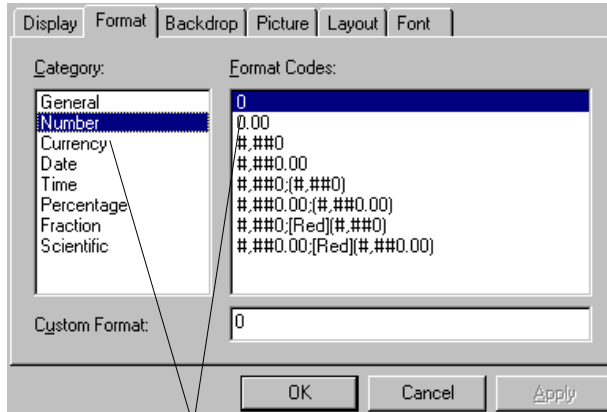 Display Format Backdrop Picture Layout Font
Category: Format Codes:
General
Number
Currency
Date
Time
Percentage
Fraction
Scientific
0
0.00
#,##0
#,##0.00
#,##0;(#,##0)
#,##0.00;(#,##0.00)
#,##0;[Red](#,##0)
#,##0.00;[Red](#,##0.00)
Custom Format: 0
OK Cancel Apply